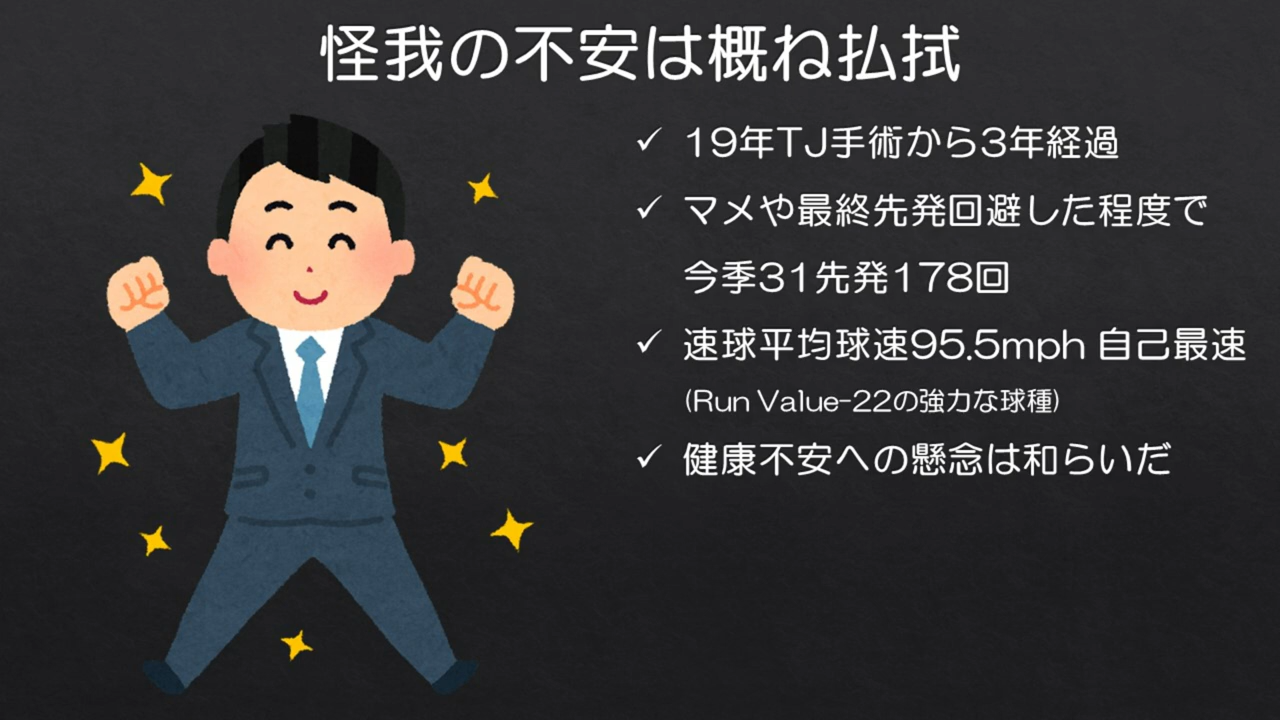 怪我の不安は概ね払拭
✓ 19年TJ手術から3年経過
✓ マメや最終先発回避した程度で
今季31先発178回
✓ 速球平均球速95.5mph 自己最速
(Run Value-22の強力な球種)
✓ 健康不安への懸念は和らいだ